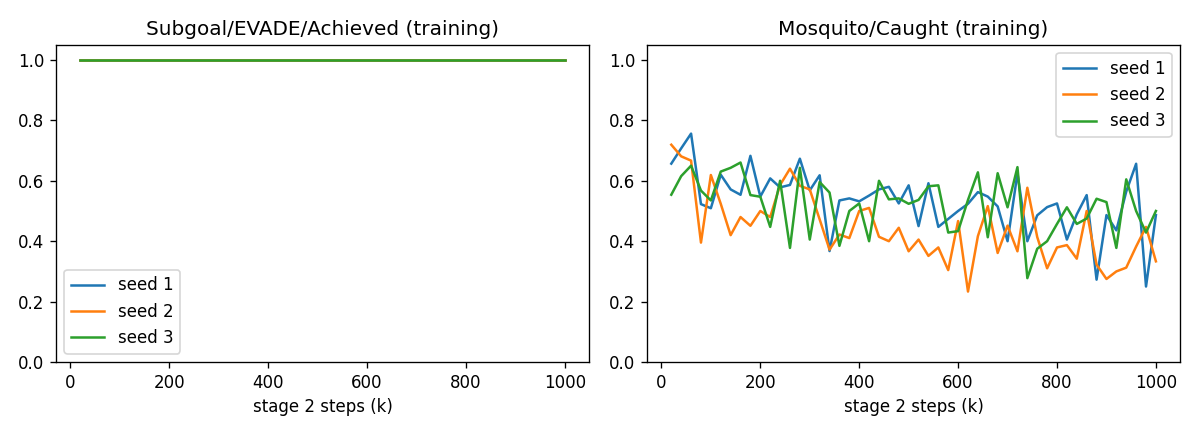 Subgoal/EVADE/Achieved (training)
1.0
0.8
0.6
0.4
0.2
0.0
seed 1
seed 2
seed 3
0 200 400 600 800 1000
stage 2 steps (k)
Mosquito/Caught (training)
1.0
0.8
0.6
0.4
0.2
0.0
seed 1
seed 2
seed 3
0 200 400 600 800 1000
stage 2 steps (k)